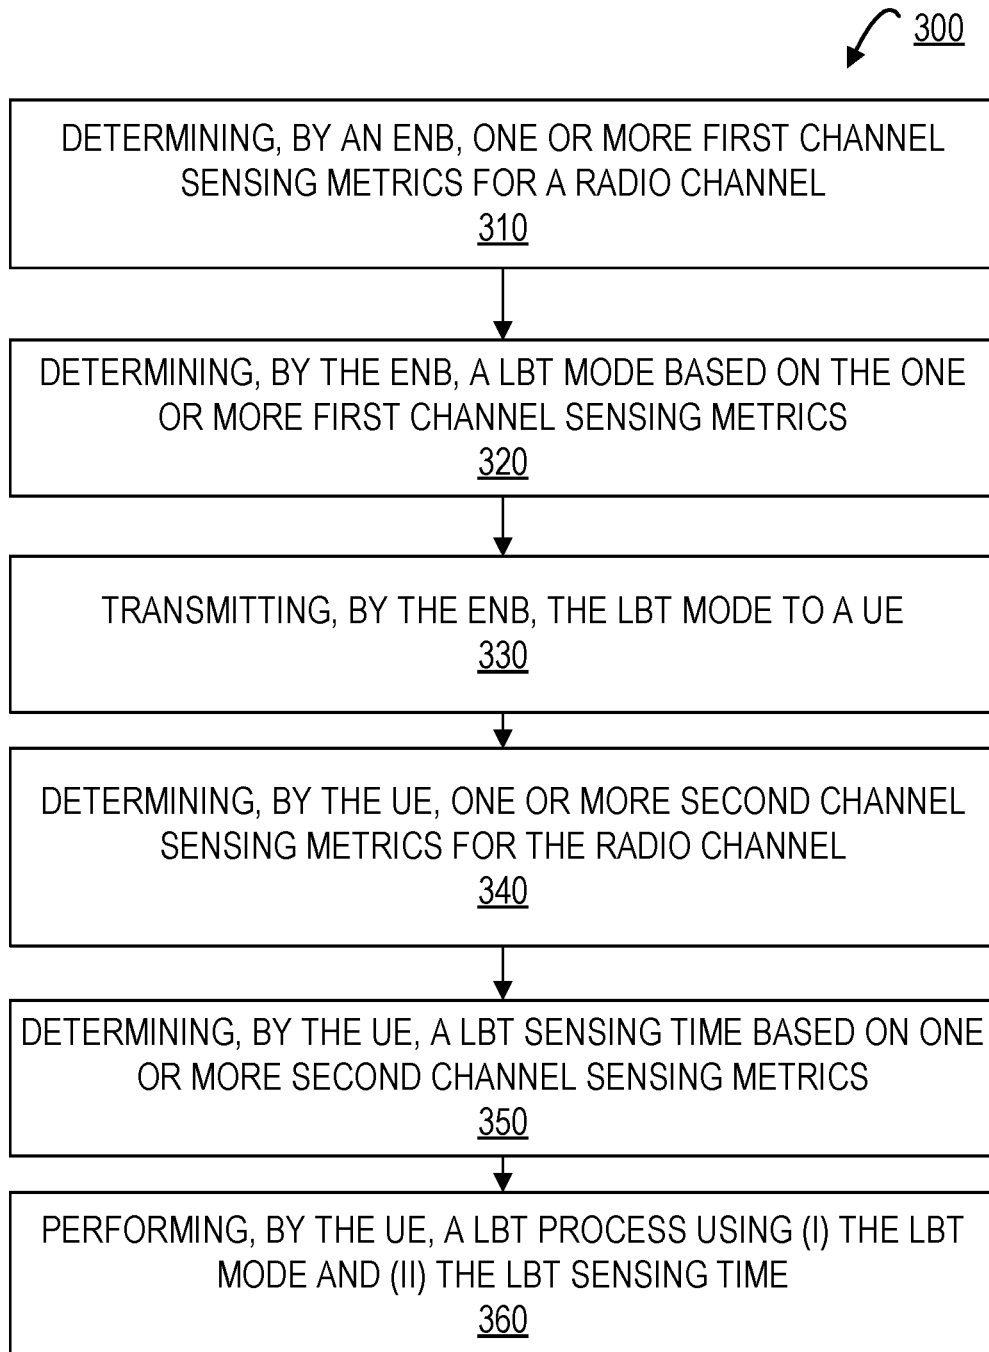 300
DETERMINING, BY AN ENB, ONE OR MORE FIRST CHANNEL
SENSING METRICS FOR A RADIO CHANNEL
310
DETERMINING, BY THE ENB, A LBT MODE BASED ON THE ONE
OR MORE FIRST CHANNEL SENSING METRICS
320
TRANSMITTING, BY THE ENB, THE LBT MODE TO A UE
330
DETERMINING, BY THE UE, ONE OR MORE SECOND CHANNEL
SENSING METRICS FOR THE RADIO CHANNEL
340
DETERMINING, BY THE UE, A LBT SENSING TIME BASED ON ONE
OR MORE SECOND CHANNEL SENSING METRICS
350
PERFORMING, BY THE UE, A LBT PROCESS USING (I) THE LBT
MODE AND (II) THE LBT SENSING TIME
360